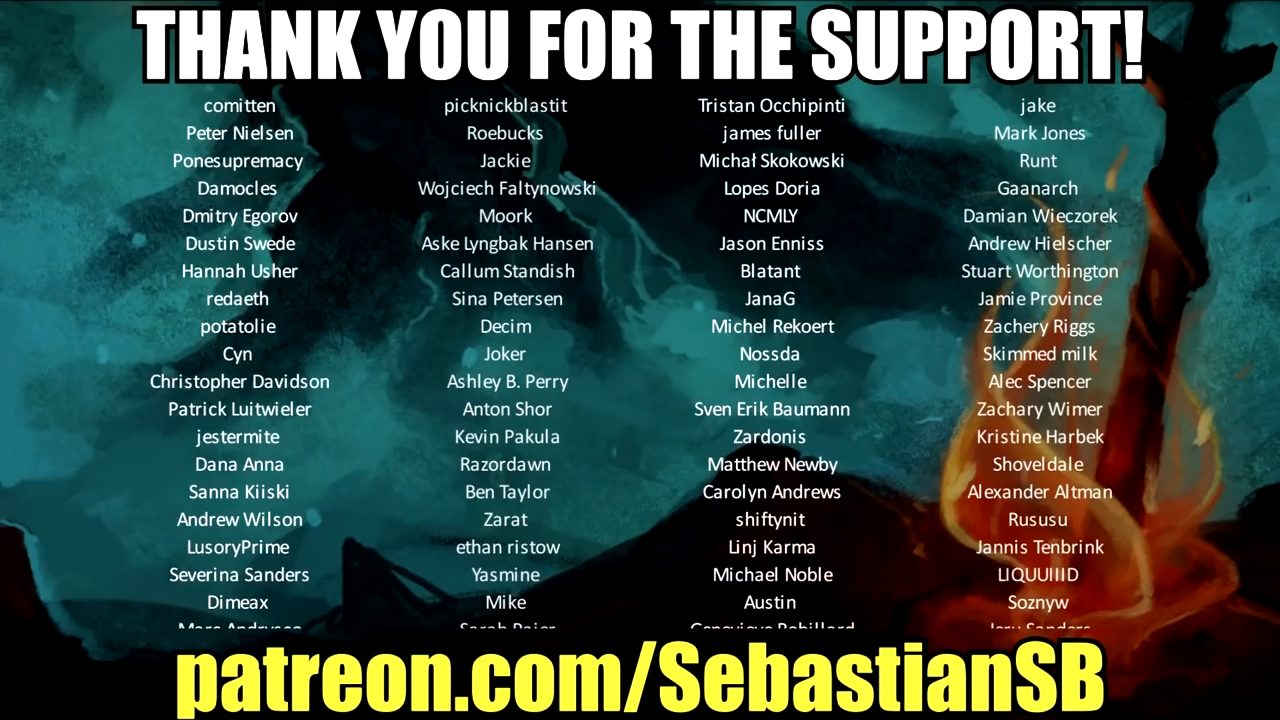 THANK YOU FOR THE SUPPORT!
comitten picknickblastit Tristan Occhipinti jake
Peter Nielsen Roebucks james fuller Mark Jones
Ponesupremacy Jackie Michał Skokowski Runt
Damocles Wojciech Faltynowski Lopes Doria Gaanarch
Dmitry Egorov Moork NCMLY Damian Wieczorek
Dustin Swede Aske Lyngbak Hansen Jason Enniss Andrew Hielscher
Hannah Usher Callum Standish Blatant Stuart Worthington
redaeth Sina Petersen JanaG Jamie Province
potatolie Decim Michel Rekoert Zachery Riggs
Cyn Joker Nossda Skimmed milk
Christopher Davidson Ashley B. Perry Michelle Alec Spencer
Patrick Luitwieler Anton Shor Sven Erik Baumann Zachary Wimer
jestermite Kevin Pakula Zardonis Kristine Harbek
Dana Anna Razordawn Matthew Newby Shoveldale
Sanna Kiiski Ben Taylor Carolyn Andrews Alexander Altman
Andrew Wilson Zarat shiftynit Rususu
LusoryPrime ethan ristow Linj Karma Jannis Tenbrink
Severina Sanders Yasmine Michael Noble LIQUUIIID
Dimeax Mike Austin Soznyw
patreon.com/SebastianSB